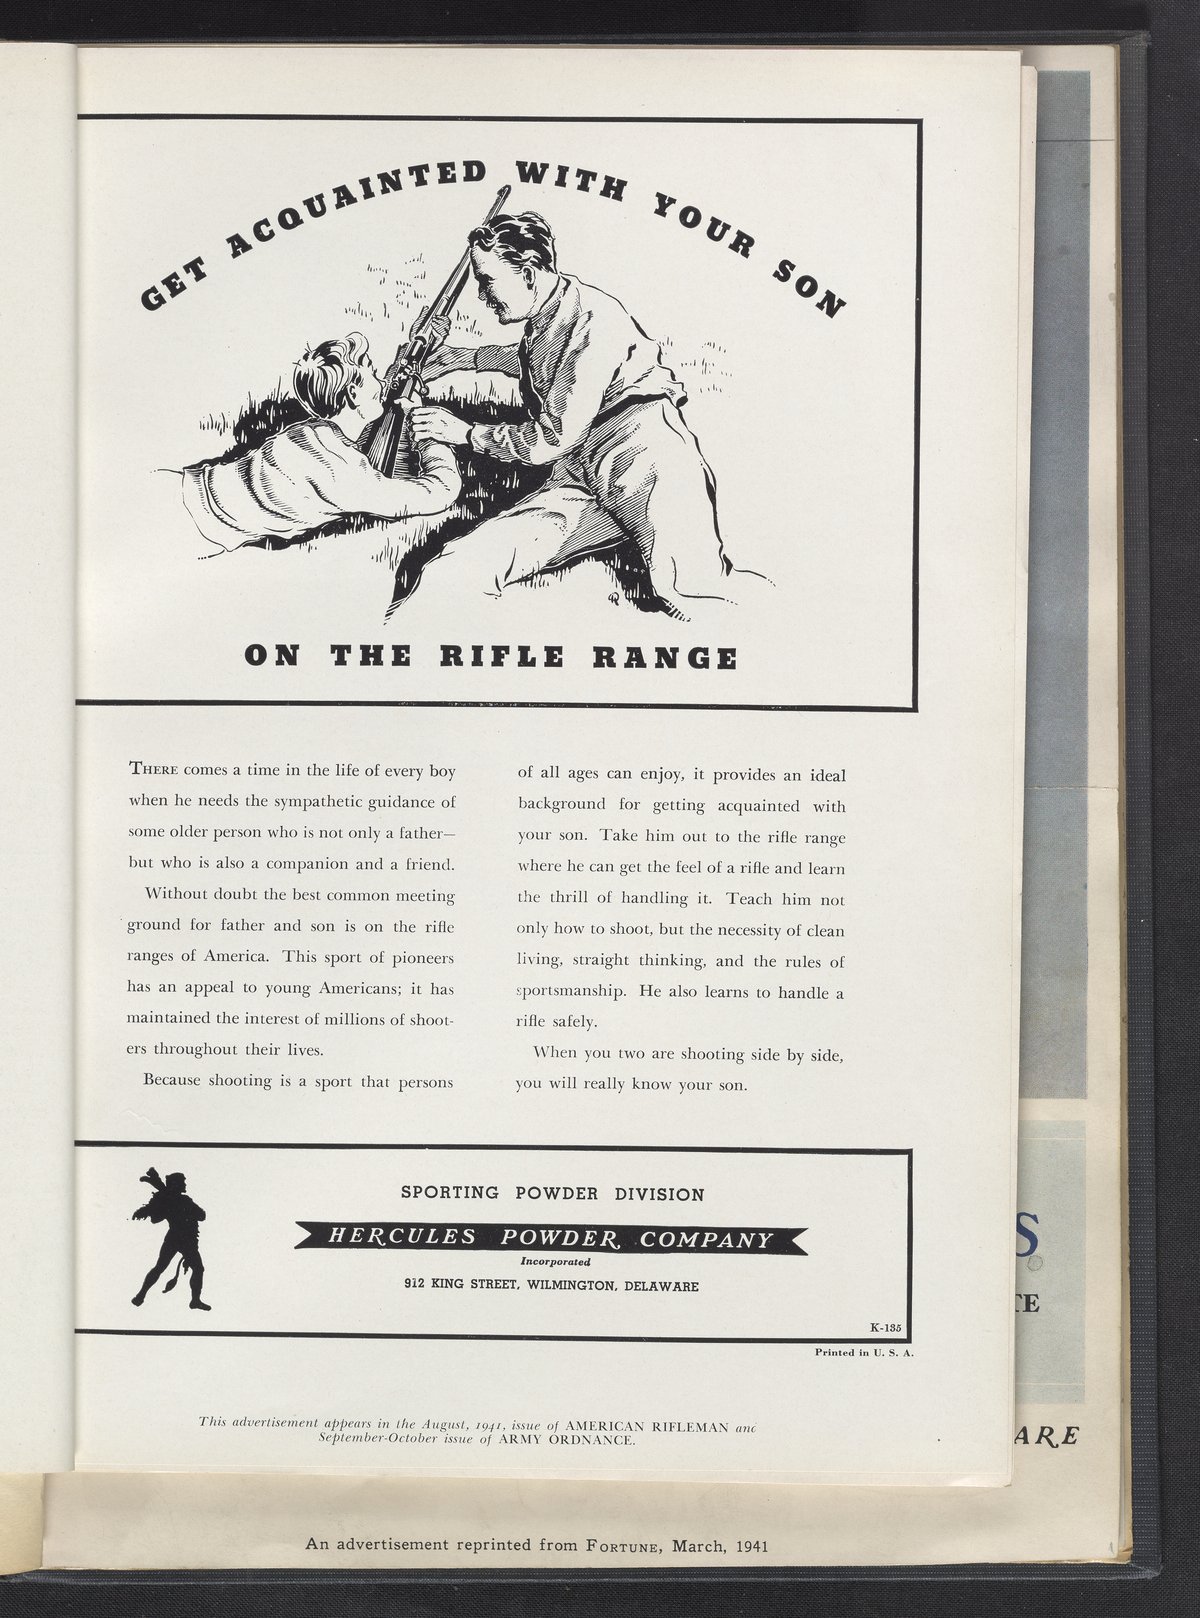 GET ACQUAINTED WITH YOUR SON
ON THE RIFLE RANGE
THERE comes a time in the life of every boy
when he needs the sympathetic guidance of
some older person who is not only a father—
but who is also a companion and a friend.
Without doubt the best common meeting
ground for father and son is on the rifle
ranges of America. This sport of pioneers
has an appeal to young Americans; it has
maintained the interest of millions of shoot-
ers throughout their lives.
Because shooting is a sport that persons
of all ages can enjoy, it provides an ideal
background for getting acquainted with
your son. Take him out to the rifle range
where he can get the feel of a rifle and learn
the thrill of handling it. Teach him not
only how to shoot, but the necessity of clean
living, straight thinking, and the rules of
sportsmanship. He also learns to handle a
rifle safely.
When you two are shooting side by side,
you will really know your son.
SPORTING POWDER DIVISION
HERCULES POWDER COMPANY
Incorporated
912 KING STREET, WILMINGTON, DELAWARE
K-135
Printed in U. S. A.
This advertisement appears in the August, 1941, issue of AMERICAN RIFLEMAN and
September-October issue of ARMY ORDNANCE.
S
TE
ARE
An advertisement reprinted from FORTUNE, March, 1941